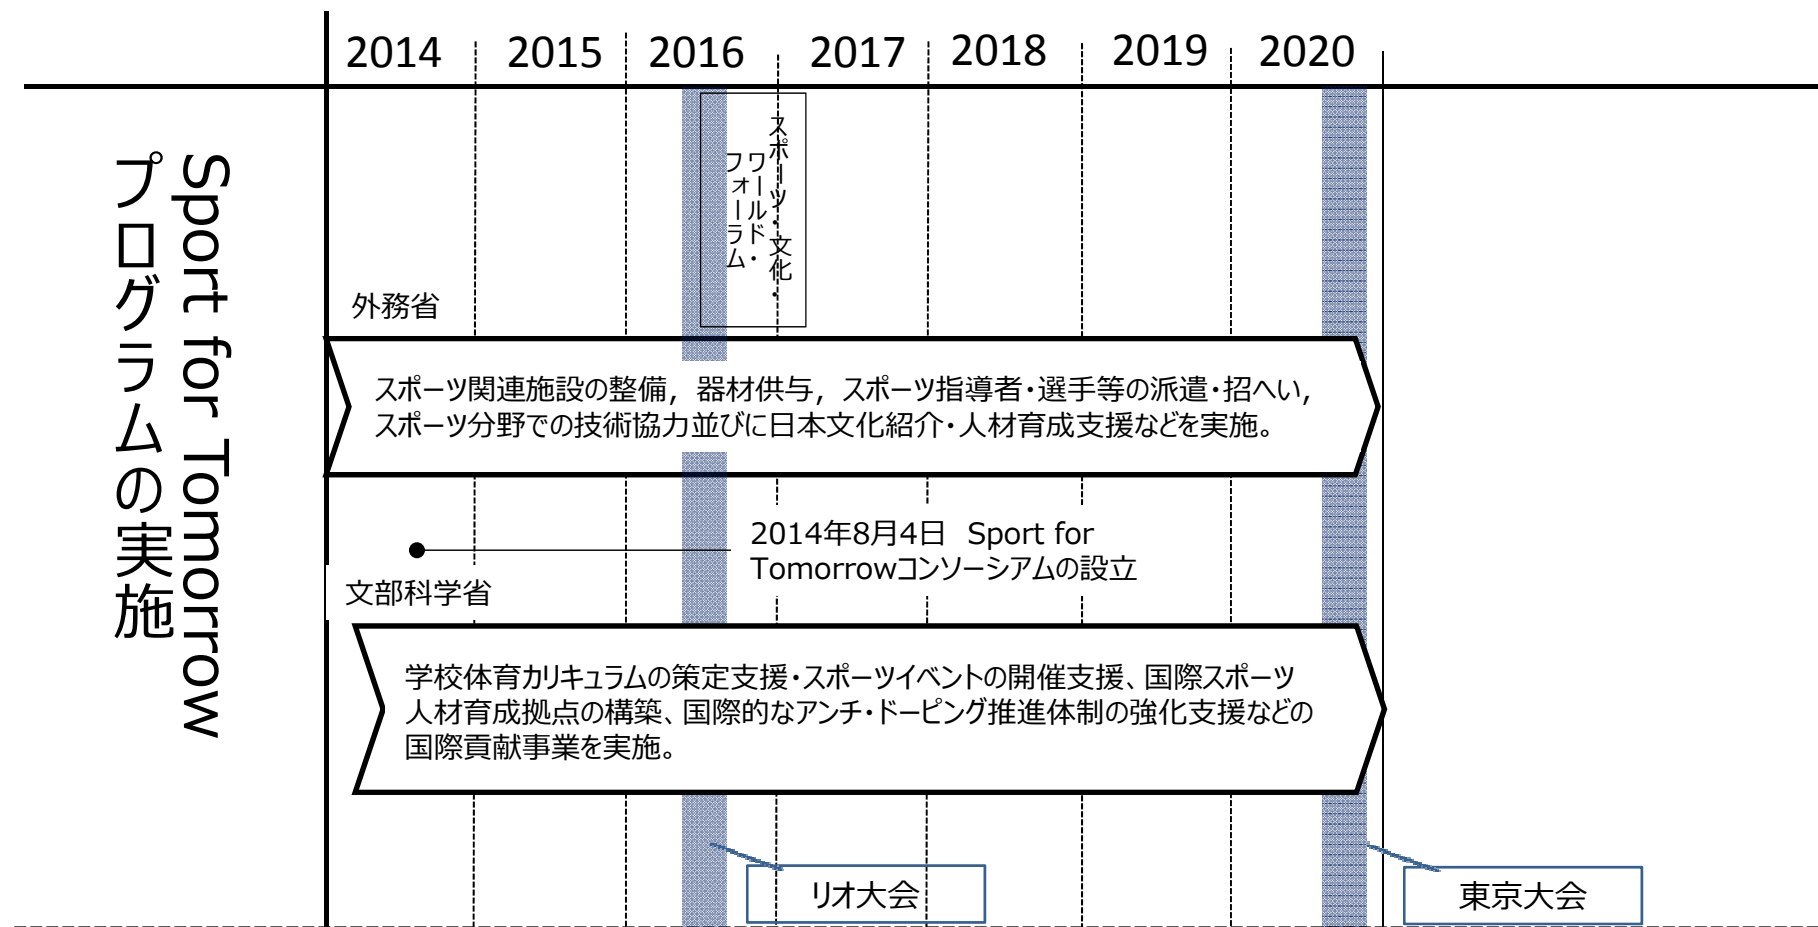 2014 2015 2016 2017 2018 2019 2020
Sport for Tomorrow
プログラムの実施
スポーツ・文化・
ワールド・
フォーラム
外務省
スポーツ関連施設の整備，器材供与，スポーツ指導者・選手等の派遣・招へい，
スポーツ分野での技術協力並びに日本文化紹介・人材育成支援などを実施。
2014年8月4日 Sport for
Tomorrowコンソーシアムの設立
文部科学省
学校体育カリキュラムの策定支援・スポーツイベントの開催支援、国際スポーツ
人材育成拠点の構築、国際的なアンチ・ドーピング推進体制の強化支援などの
国際貢献事業を実施。
リオ大会
東京大会